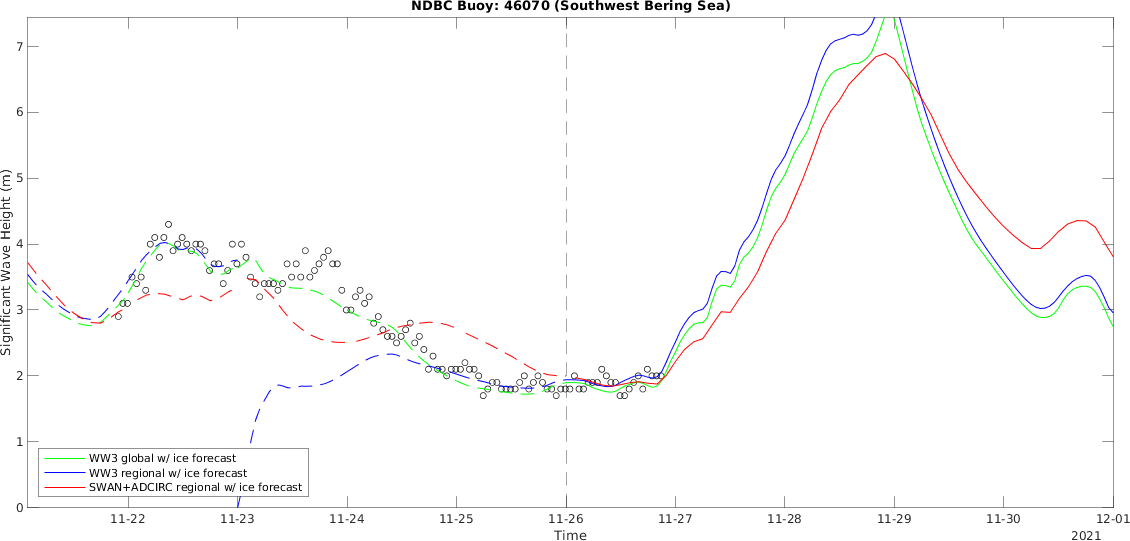 NDBC Buoy: 46070 (Southwest Bering Sea)
7
6
5
4
3
2
1
0
Significant Wave Height (m)
WW3 global w/ ice forecast
WW3 regional w/ ice forecast
SWAN+ADCIRC regional w/ ice forecast
11-22 11-23 11-24 11-25 11-26 11-27 11-28 11-29 11-30 12-01
Time
2021